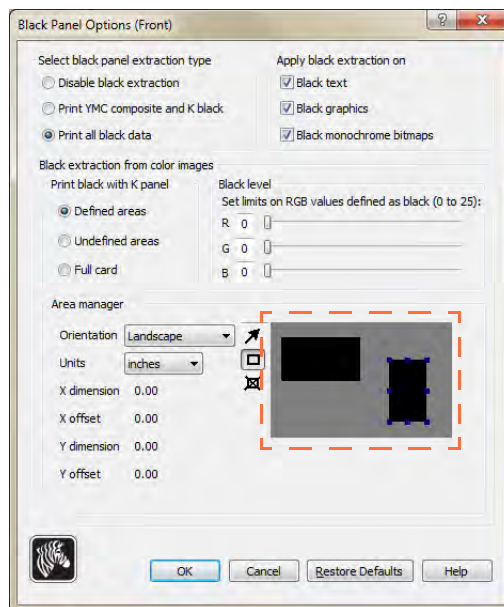 Black Panel Options (Front)
Select black panel extraction type
Disable black extraction
Print YMC composite and K black
Print all black data
Apply black extraction on
Black text
Black graphics
Black monochrome bitmaps
Black extraction from color images
Print black with K panel
Defined areas
Undefined areas
Full card
Black level
Set limits on RGB values defined as black (0 to 25):
R 0
G 0
B 0
Area manager
Orientation Landscape
Units inches
X dimension 0.00
X offset 0.00
Y dimension 0.00
Y offset 0.00
OK Cancel Restore Defaults Help